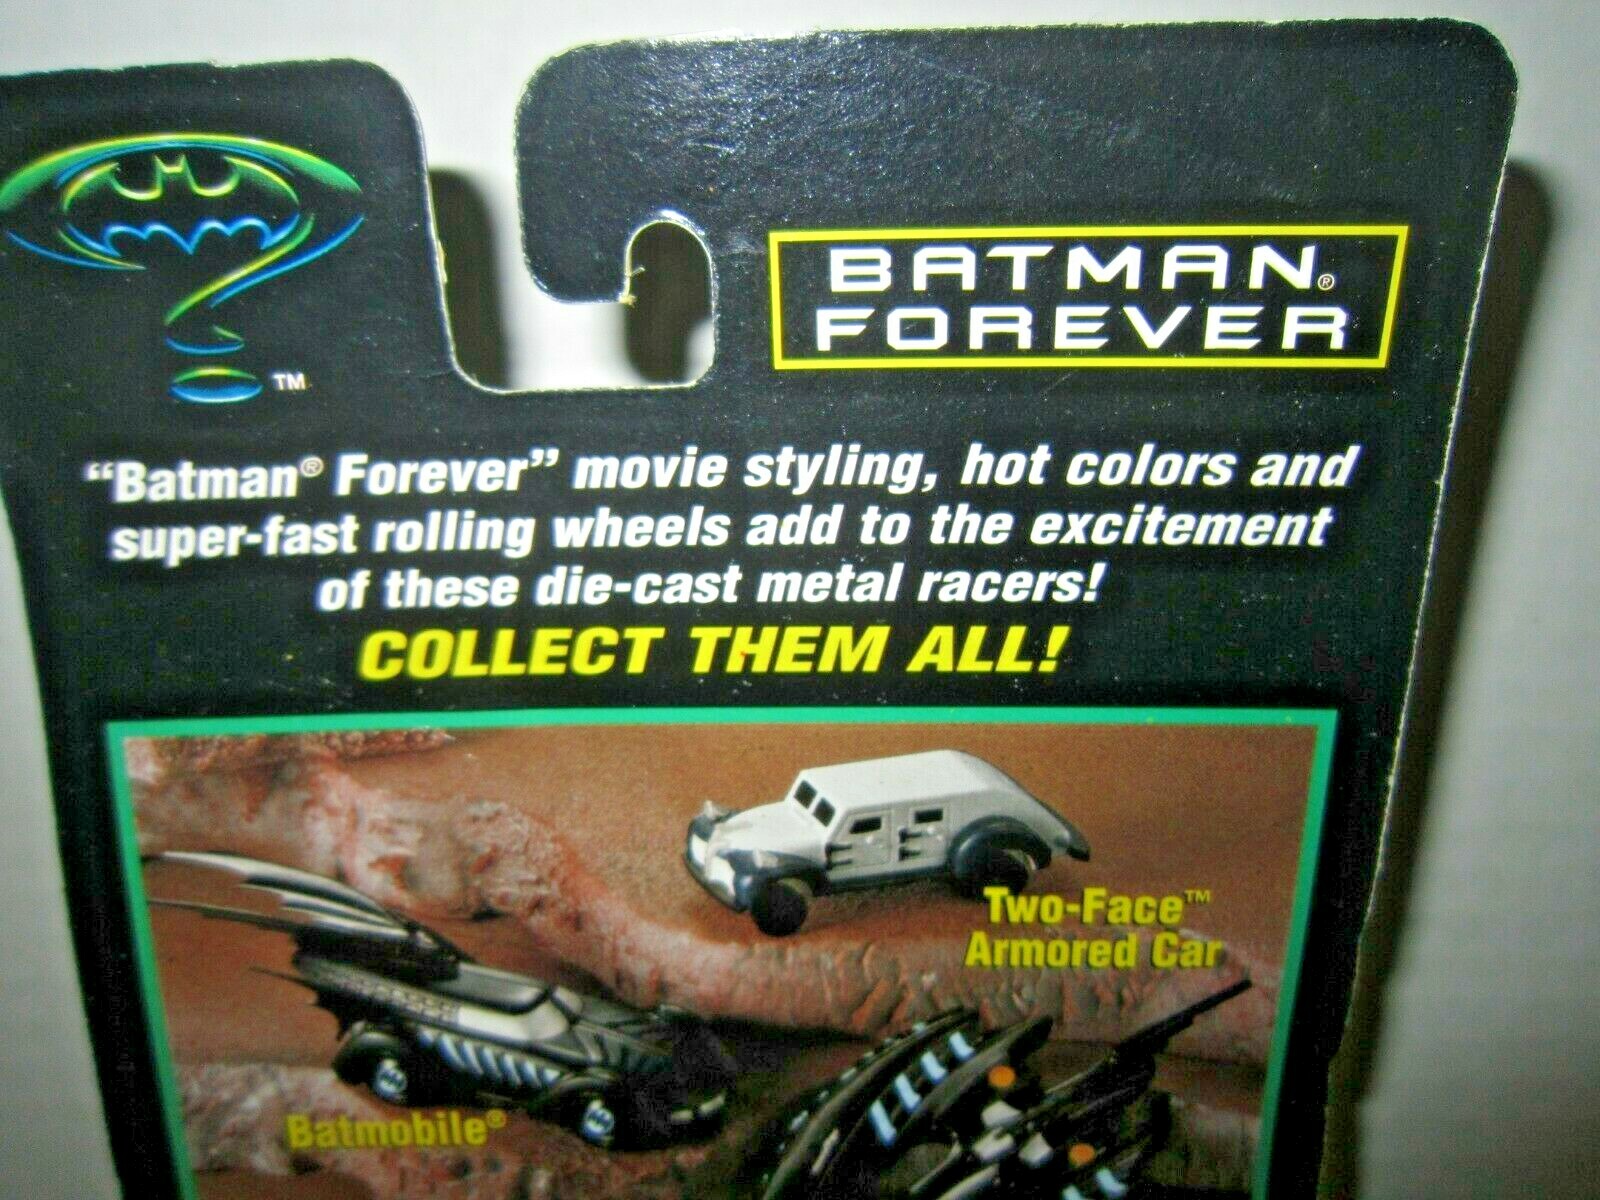 TM
BATMAN®
FOREVER
“Batman® Forever” movie styling, hot colors and
super-fast rolling wheels add to the excitement
of these die-cast metal racers!
COLLECT THEM ALL!
Two-Face™
Armored Car
Batmobile®